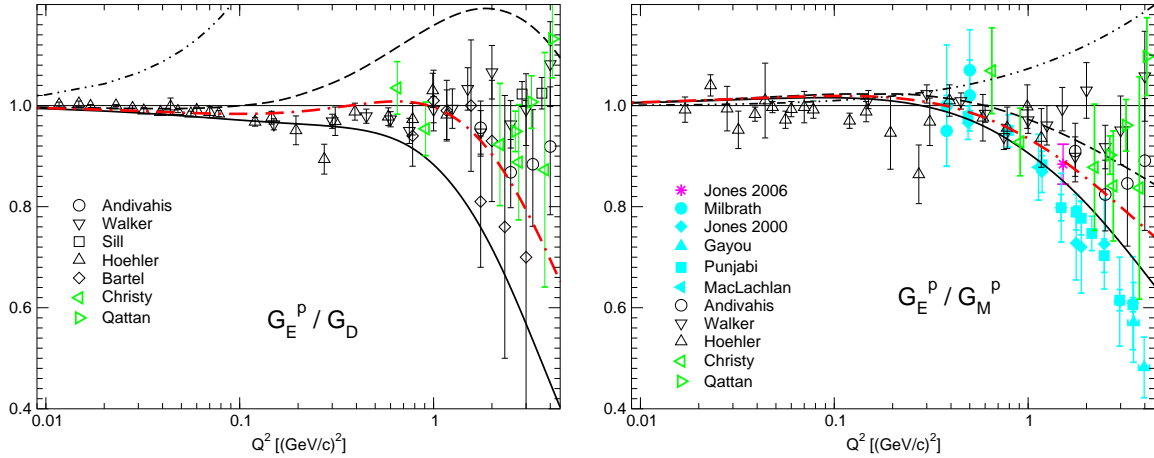 1.0
0.8
0.6
0.4
0.01
0.1
1
Q² [(GeV/c)²]
Andivahis
Walker
Sill
Hoehler
Bartel
Christy
Qattan
G_E^p / G_D
1.0
0.8
0.6
0.4
0.01
0.1
1
Q² [(GeV/c)²]
Jones 2006
Milbrath
Jones 2000
Gayou
Punjabi
MacLachlan
Andivahis
Walker
Hoehler
Christy
Qattan
G_E^p / G_M^p